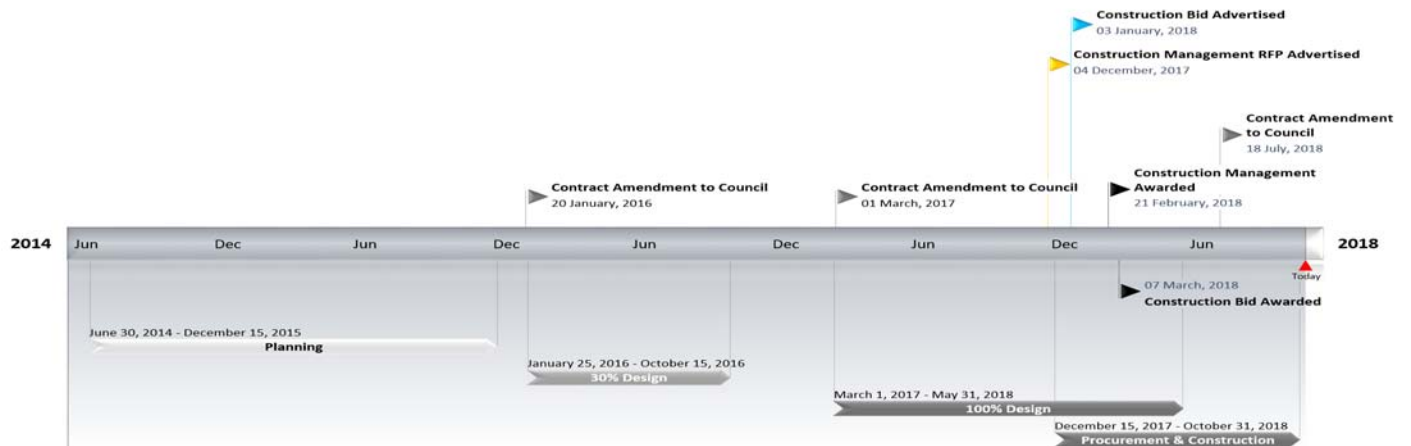 Construction Bid Advertised
03 January, 2018
Construction Management RFP Advertised
04 December, 2017
Contract Amendment
to Council
18 July, 2018
Construction Management
Awarded
21 February, 2018
Contract Amendment to Council
20 January, 2016
Contract Amendment to Council
01 March, 2017
2014 Jun Dec Jun Dec Jun Dec Jun Dec Jun 2018
Today
07 March, 2018
Construction Bid Awarded
June 30, 2014 - December 15, 2015
Planning
January 25, 2016 - October 15, 2016
30% Design
March 1, 2017 - May 31, 2018
100% Design
December 15, 2017 - October 31, 2018
Procurement & Construction